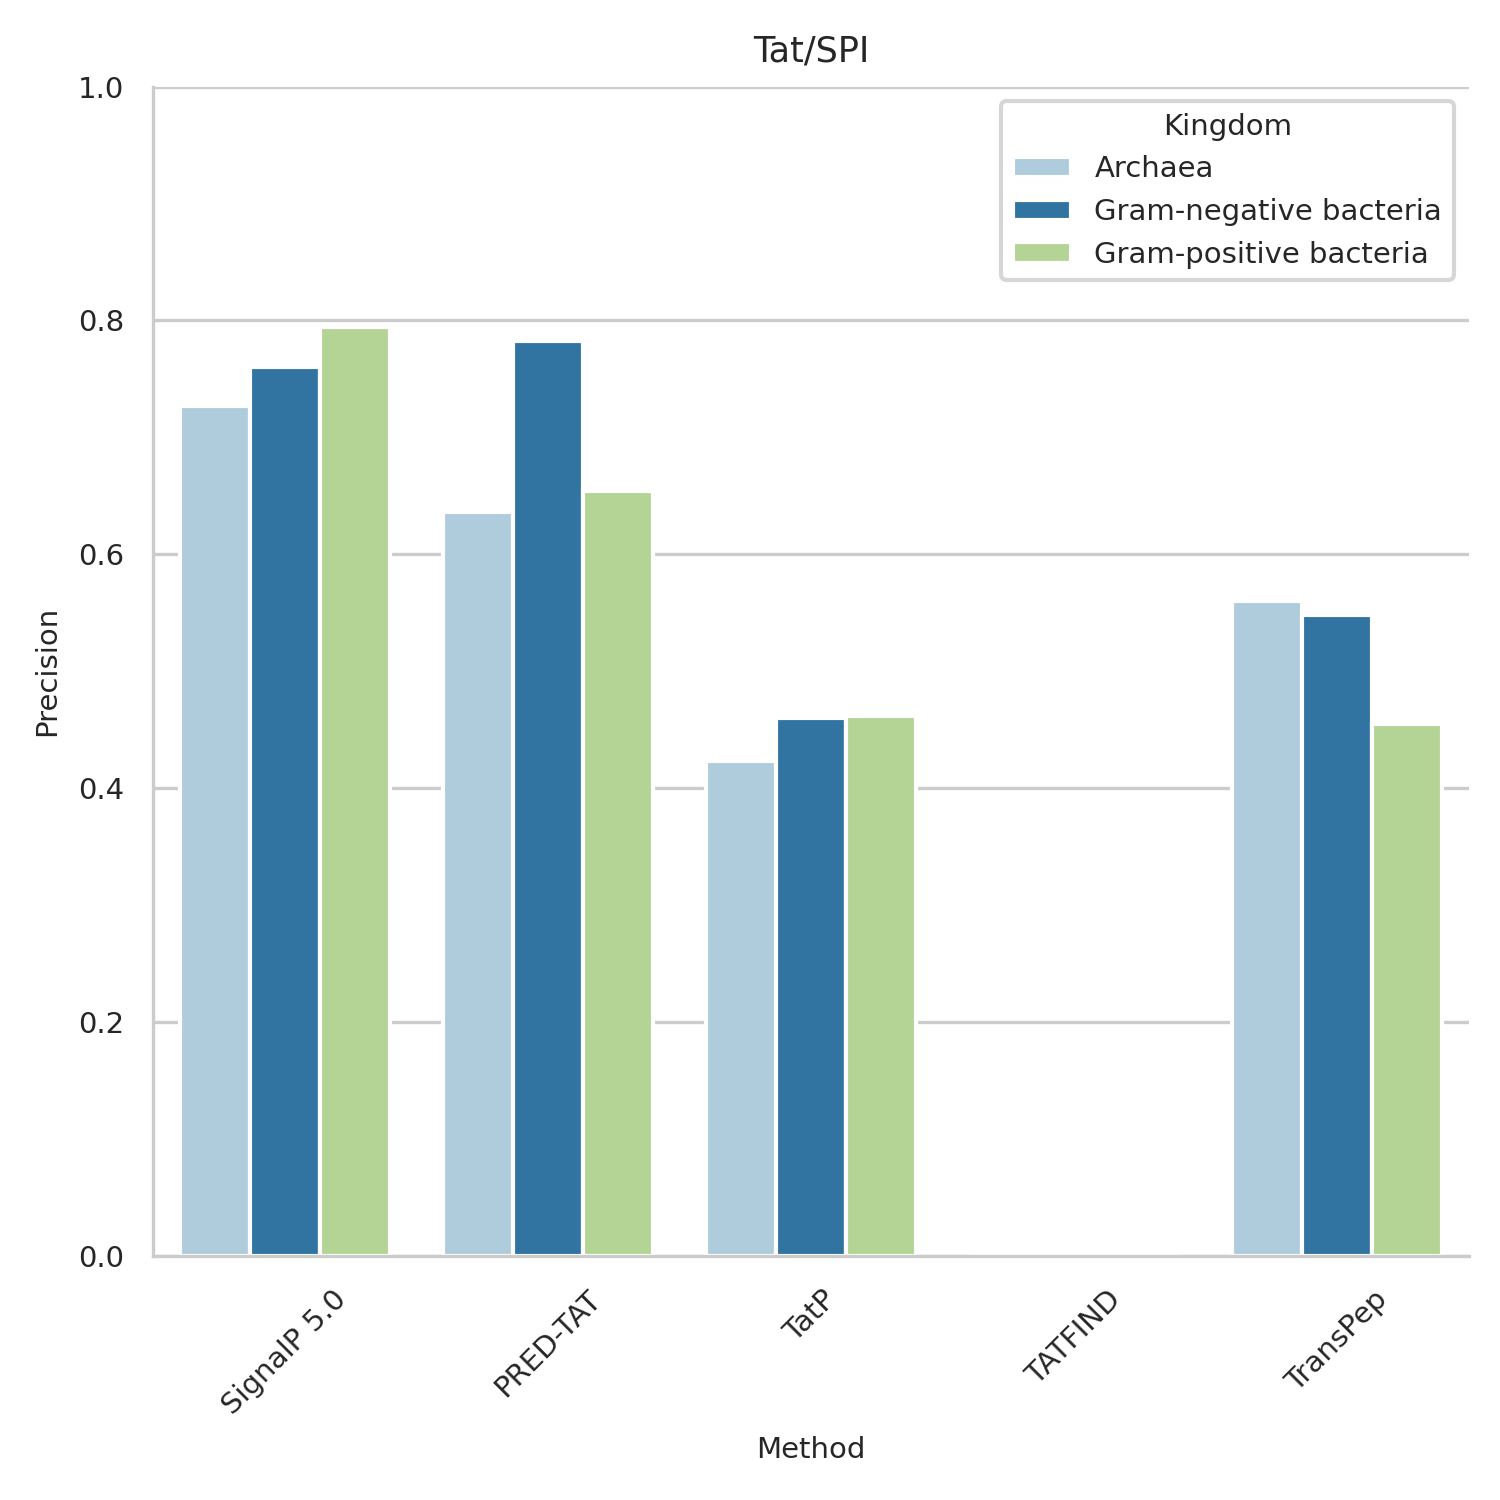 Tat/SPI
1.0
0.8
0.6
0.4
0.2
0.0
Precision
Kingdom
Archaea
Gram-negative bacteria
Gram-positive bacteria
SignalP 5.0
PRED-TAT
TatP
TATFIND
TransPep
Method